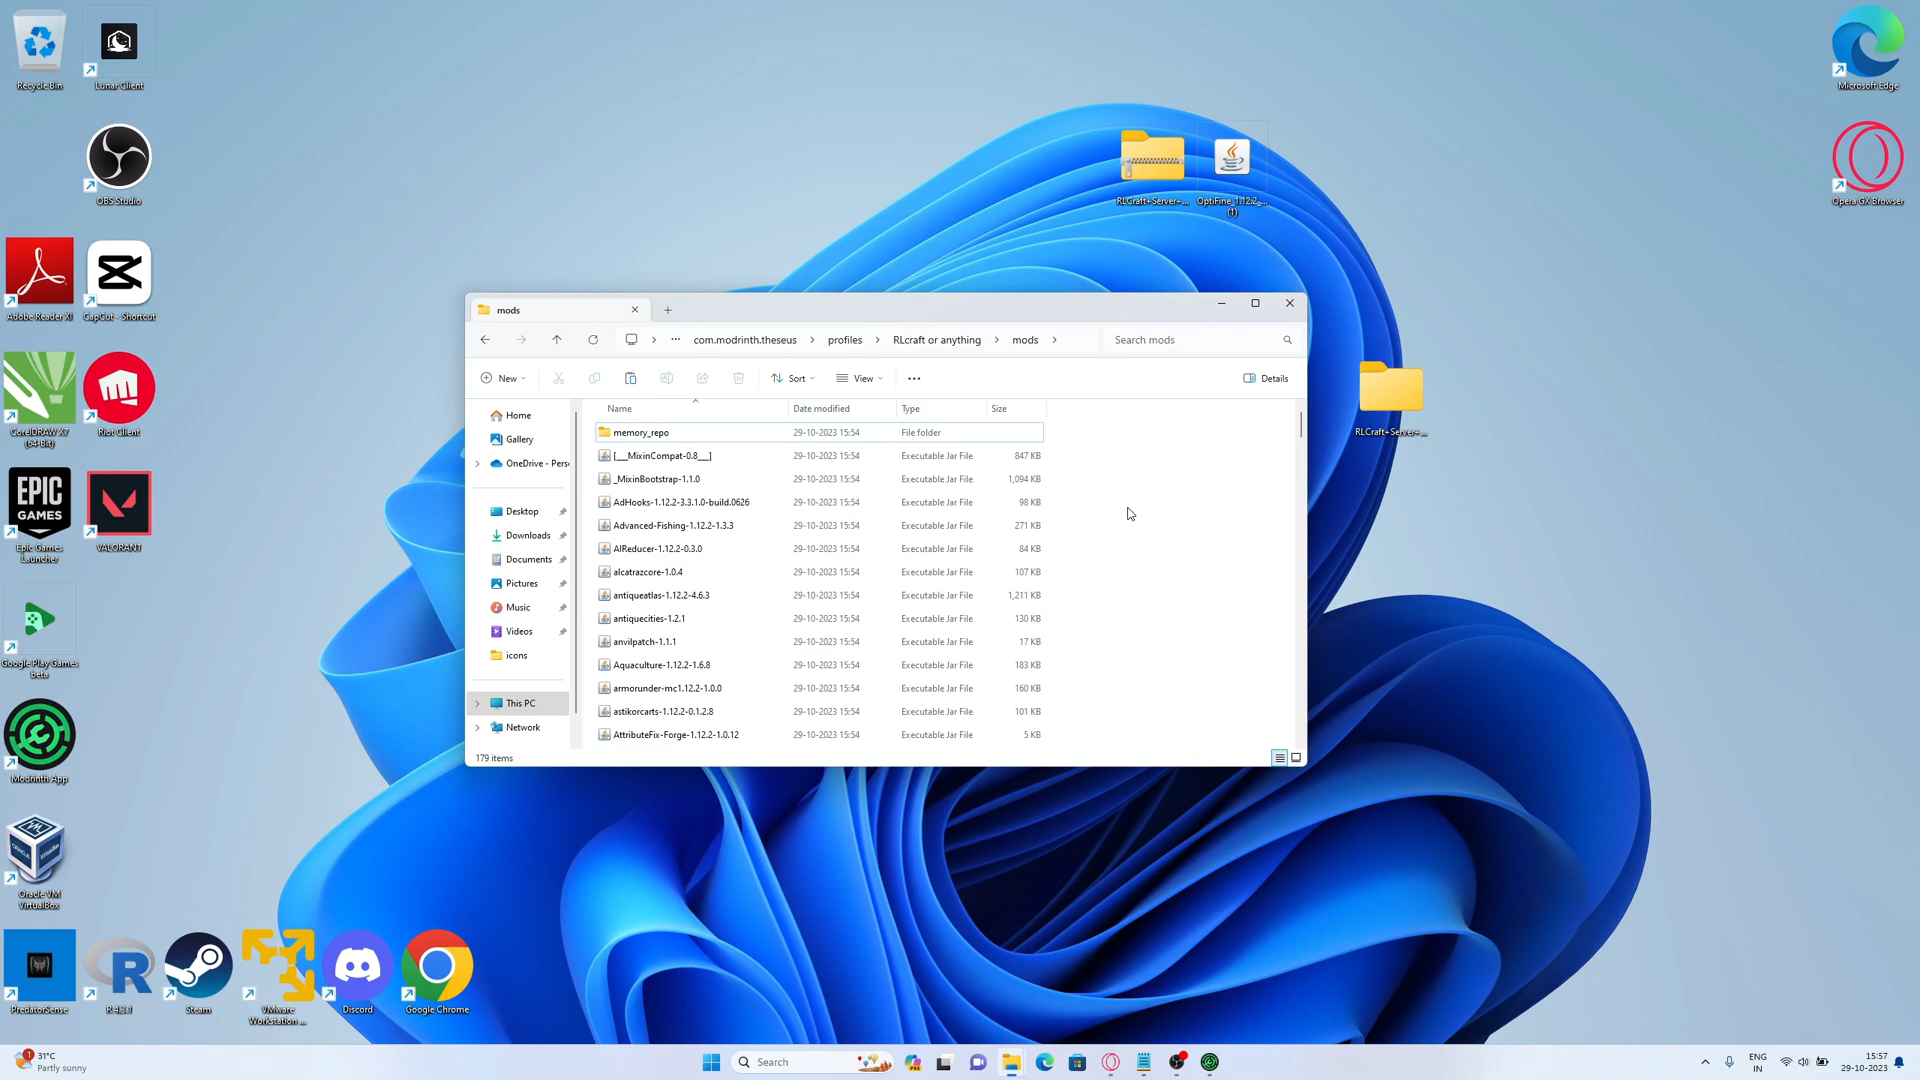 Recycle Bin
Lunar Client
OBS Studio
Adobe Reader XI
CapCut - Shortcut
CorelDRAW X7
(64-Bit)
Riot Client
EPIC
GAMES
Epic Games
Launcher
VALORANT
Google Play Games
beta
Modrinth App
Oracle VM
VirtualBox
PredatorSense
R 4.3.1
Steam
VMware
Workstation ...
Discord
Google Chrome
RLCraft+Server+...
OptiFine_1.12.2_...
(1)
RLCraft+Server+...
Microsoft Edge
Opera GX Browser
mods
com.modrinth.theseus
profiles
RLcraft or anything
mods
Search mods
New
Sort
View
Details
Home
Gallery
OneDrive - Pers
Desktop
Downloads
Documents
Pictures
Music
Videos
icons
This PC
Network
Name Date modified Type Size
memory_repo 29-10-2023 15:54 File folder
[___MixinCompat-0.8___] 29-10-2023 15:54 Executable Jar File 847 KB
_MixinBootstrap-1.1.0 29-10-2023 15:54 Executable Jar File 1,094 KB
AdHooks-1.12.2-3.3.1.0-build.0626 29-10-2023 15:54 Executable Jar File 98 KB
Advanced-Fishing-1.12.2-1.3.3 29-10-2023 15:54 Executable Jar File 271 KB
AIReducer-1.12.2-0.3.0 29-10-2023 15:54 Executable Jar File 84 KB
alcatrazcore-1.0.4 29-10-2023 15:54 Executable Jar File 107 KB
antiqueatlas-1.12.2-4.6.3 29-10-2023 15:54 Executable Jar File 1,211 KB
antiquecities-1.2.1 29-10-2023 15:54 Executable Jar File 130 KB
anvilpatch-1.1.1 29-10-2023 15:54 Executable Jar File 17 KB
Aquaculture-1.12.2-1.6.8 29-10-2023 15:54 Executable Jar File 183 KB
armorunder-mc1.12.2-1.0.0 29-10-2023 15:54 Executable Jar File 160 KB
astikorcarts-1.12.2-0.1.2.8 29-10-2023 15:54 Executable Jar File 101 KB
AttributeFix-Forge-1.12.2-1.0.12 29-10-2023 15:54 Executable Jar File 5 KB
179 items
1
31°C
Partly sunny
Search
PRE
ENG
IN
15:57
29-10-2023